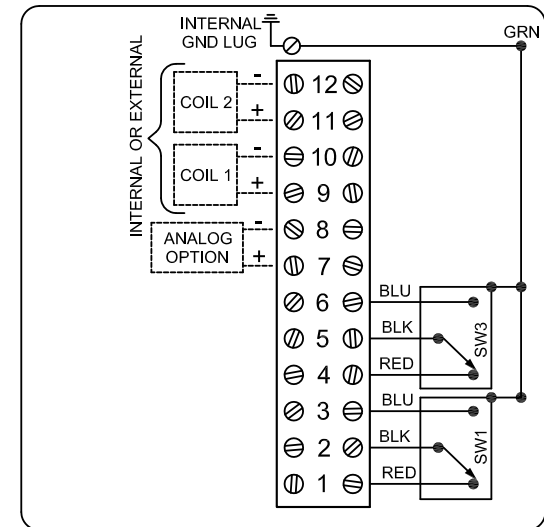 INTERNAL
GND LUG
GRN
INTERNAL OR EXTERNAL
COIL 2
-
+
COIL 1
-
+
ANALOG
OPTION
-
+
12
11
10
9
8
7
6
5
4
3
2
1
BLU
BLK
RED
SW3
BLU
BLK
RED
SW1